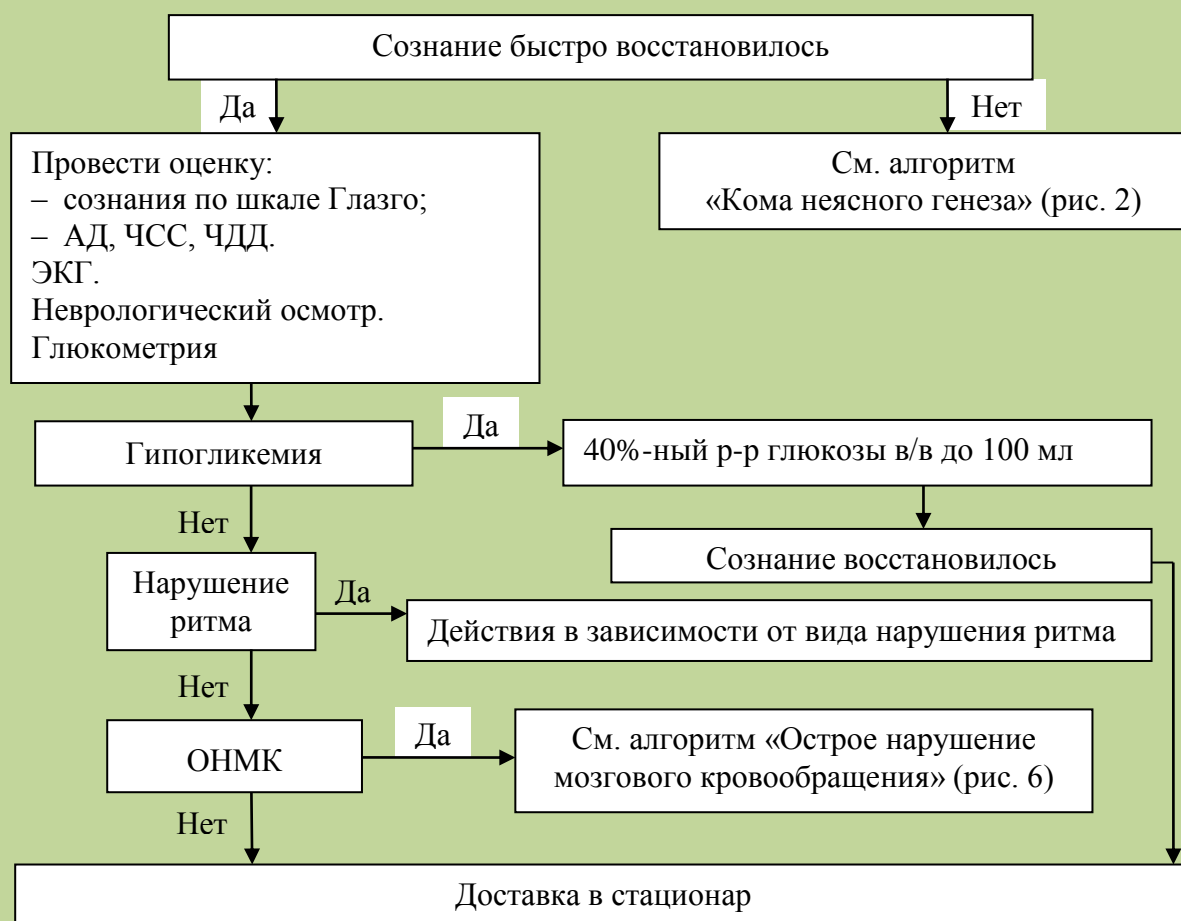 Сознание быстро восстановилось
Да
Нет
Провести оценку:
– сознания по шкале Глазго;
– АД, ЧСС, ЧДД.
ЭКГ.
Неврологический осмотр.
Глюкометрия
См. алгоритм
«Кома неясного генеза» (рис. 2)
Гипогликемия
Да
40%-ный р-р глюкозы в/в до 100 мл
Нет
Сознание восстановилось
Нарушение
ритма
Да
Действия в зависимости от вида нарушения ритма
Нет
ОНМК
Да
См. алгоритм «Острое нарушение
мозгового кровообращения» (рис. 6)
Нет
Доставка в стационар